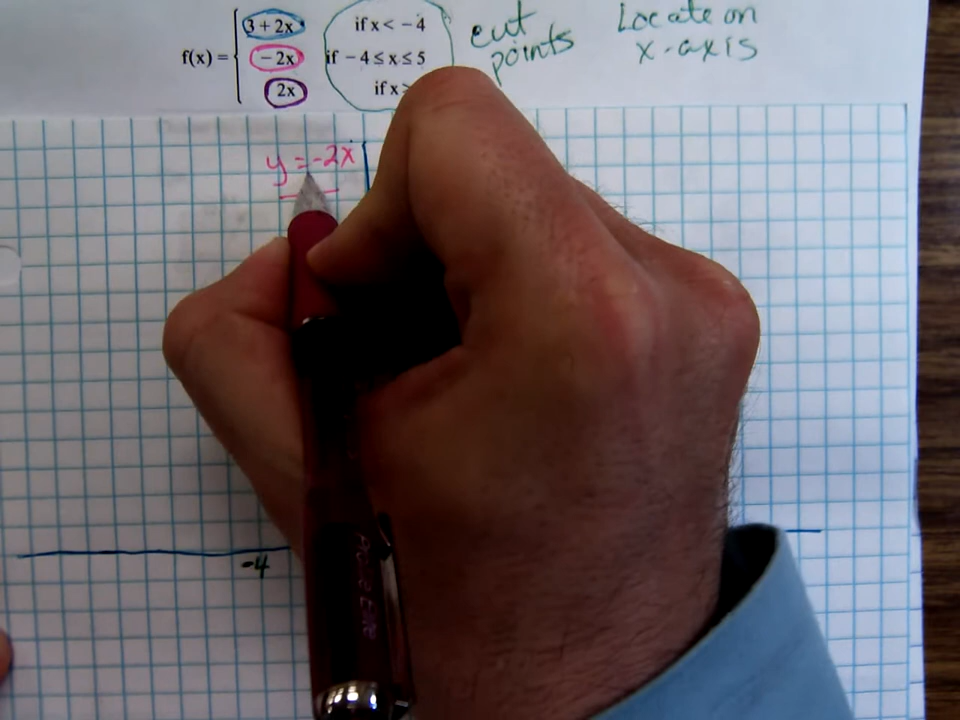 3 + 2x if x < -4 cut Locate on
f(x) = -2x if -4 ≤ x ≤ 5 points x-axis
2x if x
y = -2x
-4